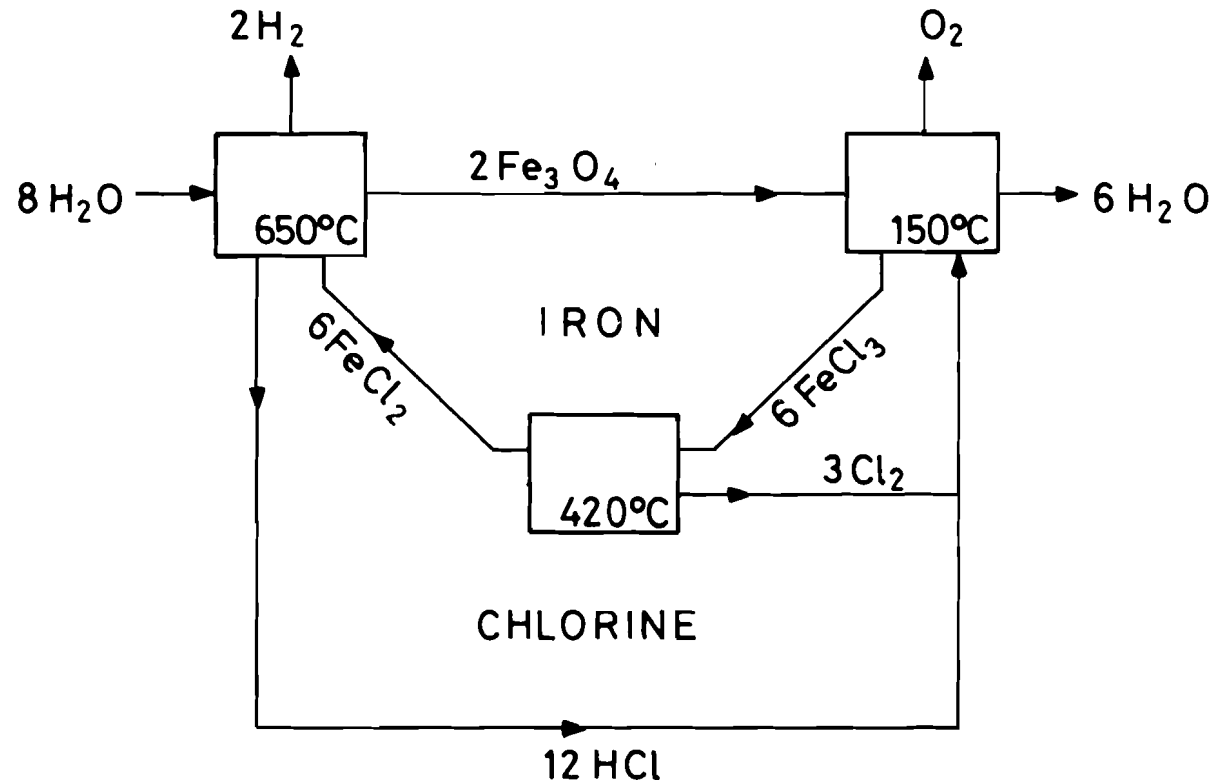 2H₂
O₂
8H₂O
2Fe₃O₄
6H₂O
650°C
150°C
IRON
6FeCl₂
6FeCl₃
3Cl₂
420°C
CHLORINE
12HCl